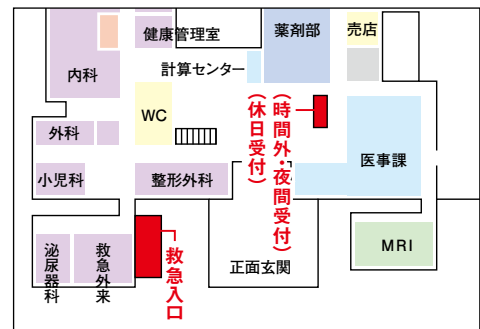 健康管理室
薬剤部
売店
内科
計算センター
WC
（時間外・夜間受付）
（休日受付）
外科
医事課
小児科
整形外科
泌尿器科
救急外来
救急入口
正面玄関
MRI